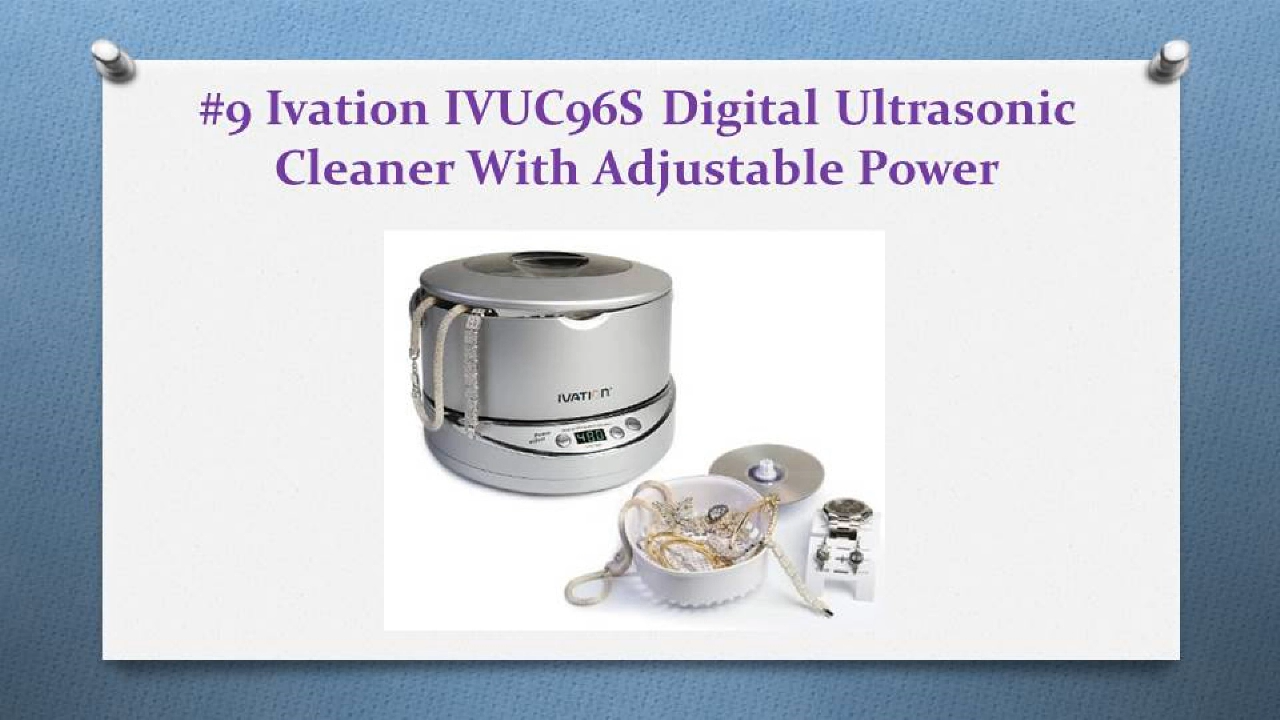 #9 Ivation IVUC96S Digital Ultrasonic
Cleaner With Adjustable Power
IVATION
480